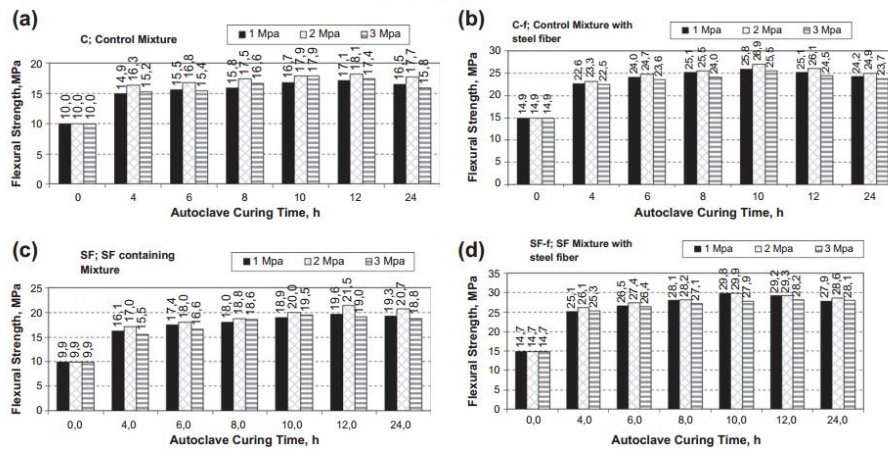 (a)
C; Control Mixture
1 Mpa 2 Mpa 3 Mpa
Flexural Strength,MPa
20
15
10
5
0
10,0 10,0 10,0 14,9 16,3 15,2 15,5 16,8 15,4 15,8 17,5 16,6 16,7 17,9 17,9 17,1 18,1 17,4 16,5 17,7 15,8
0 4 6 8 10 12 24
Autoclave Curing Time, h
(b)
C-f; Control Mixture with
steel fiber
1 Mpa 2 Mpa 3 Mpa
Flexural Strength, MPa
30
25
20
15
10
5
0
14,9 14,9 14,9 22,6 23,3 22,5 24,0 24,7 23,6 25,1 25,5 24,0 25,8 26,9 25,5 25,1 26,1 24,5 24,2 24,9 23,7
0 4 6 8 10 12 24
Autoclave Curing Time, h
(c)
SF; SF containing
Mixture
1 Mpa 2 Mpa 3 Mpa
Flexural Strength, MPa
25
20
15
10
5
0
9,9 9,9 9,9 16,1 17,0 15,5 17,4 18,0 16,6 18,0 18,8 18,6 18,9 20,0 19,5 19,6 21,5 19,0 19,3 20,7 18,8
0,0 4,0 6,0 8,0 10,0 12,0 24,0
Autoclave Curing Time, h
(d)
SF-f; SF Mixture with
steel fiber
1 Mpa 2 Mpa 3 Mpa
Flexural Strength, MPa
35
30
25
20
15
10
5
0
14,7 14,7 14,7 25,1 26,1 25,3 26,5 27,4 26,4 28,1 28,2 27,1 29,8 29,9 27,9 29,2 29,3 28,2 27,9 28,6 28,1
0,0 4,0 6,0 8,0 10,0 12,0 24,0
Autoclave Curing Time, h